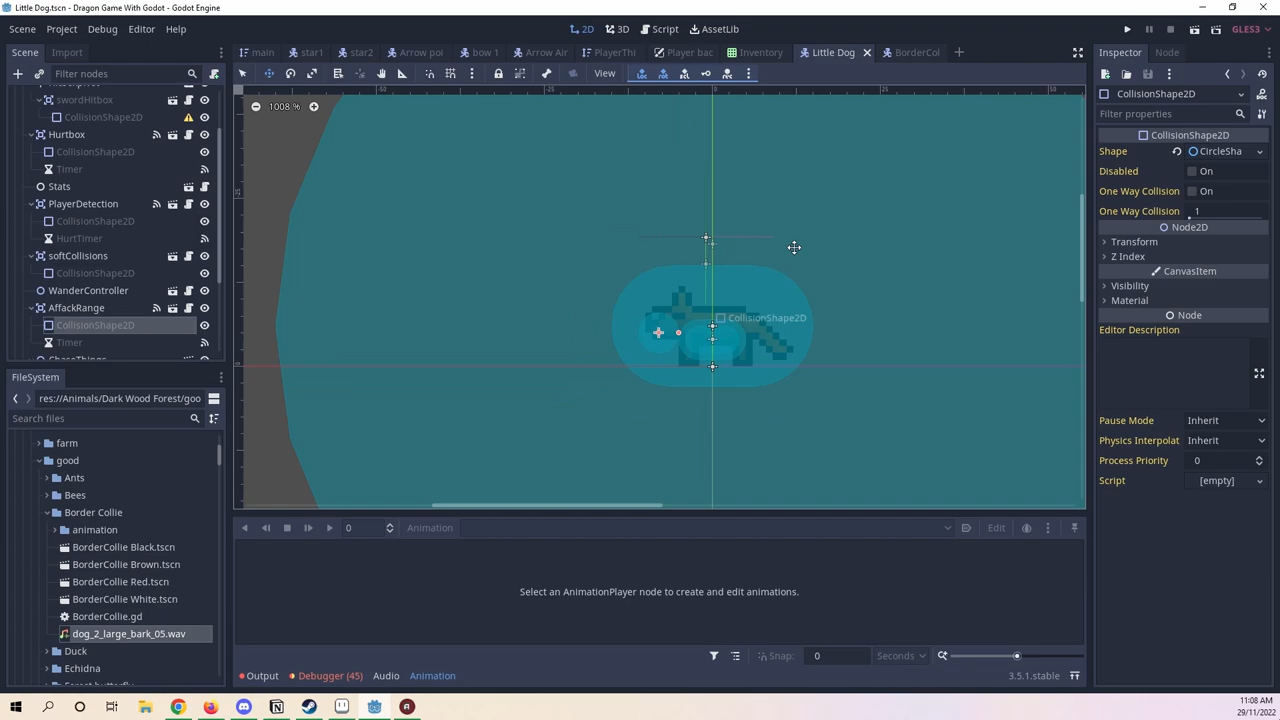 Little Dog.tscn - Dragon Game With Godot - Godot Engine
Scene Project Debug Editor Help
2D 3D Script AssetLib
GLES3
Scene Import
main star1 star2 Arrow poi bow 1 Arrow Air PlayerThi Player bac Inventory Little Dog BorderCol
Inspector Node
Filter nodes
View
swordHitbox
CollisionShape2D
Hurtbox
CollisionShape2D
Timer
Stats
PlayerDetection
CollisionShape2D
HurtTimer
softCollisions
CollisionShape2D
WanderController
AffackRange
CollisionShape2D
Timer
ChaseThings
FileSystem
res://Animals/Dark Wood Forest/goo
Search files
farm
good
Ants
Bees
Border Collie
animation
BorderCollie Black.tscn
BorderCollie Brown.tscn
BorderCollie Red.tscn
BorderCollie White.tscn
BorderCollie.gd
dog_2_large_bark_05.wav
Duck
Echidna
-50 -25 0 25 50
1008 %
CollisionShape2D
0 Animation Edit
Select an AnimationPlayer node to create and edit animations.
Snap: 0 Seconds
Output Debugger (45) Audio Animation 3.5.1.stable
CollisionShape2D
Filter properties
CollisionShape2D
Shape CircleSha
Disabled On
One Way Collision On
One Way Collision 1
Node2D
Transform
Z Index
CanvasItem
Visibility
Material
Node
Editor Description
Pause Mode Inherit
Physics Interpolat Inherit
Process Priority 0
Script [empty]
11:08 AM
29/11/2022